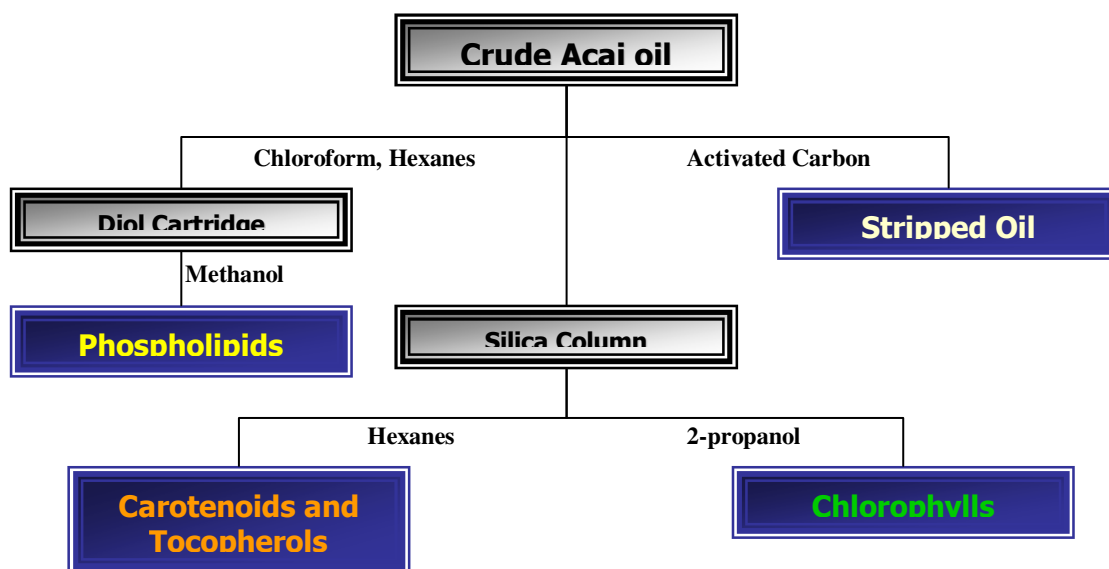 Crude Acai oil
Chloroform, Hexanes
Activated Carbon
Diol Cartridge
Stripped Oil
Methanol
Phospholipids
Silica Column
Hexanes
2-propanol
Carotenoids and
Tocopherols
Chlorophylls